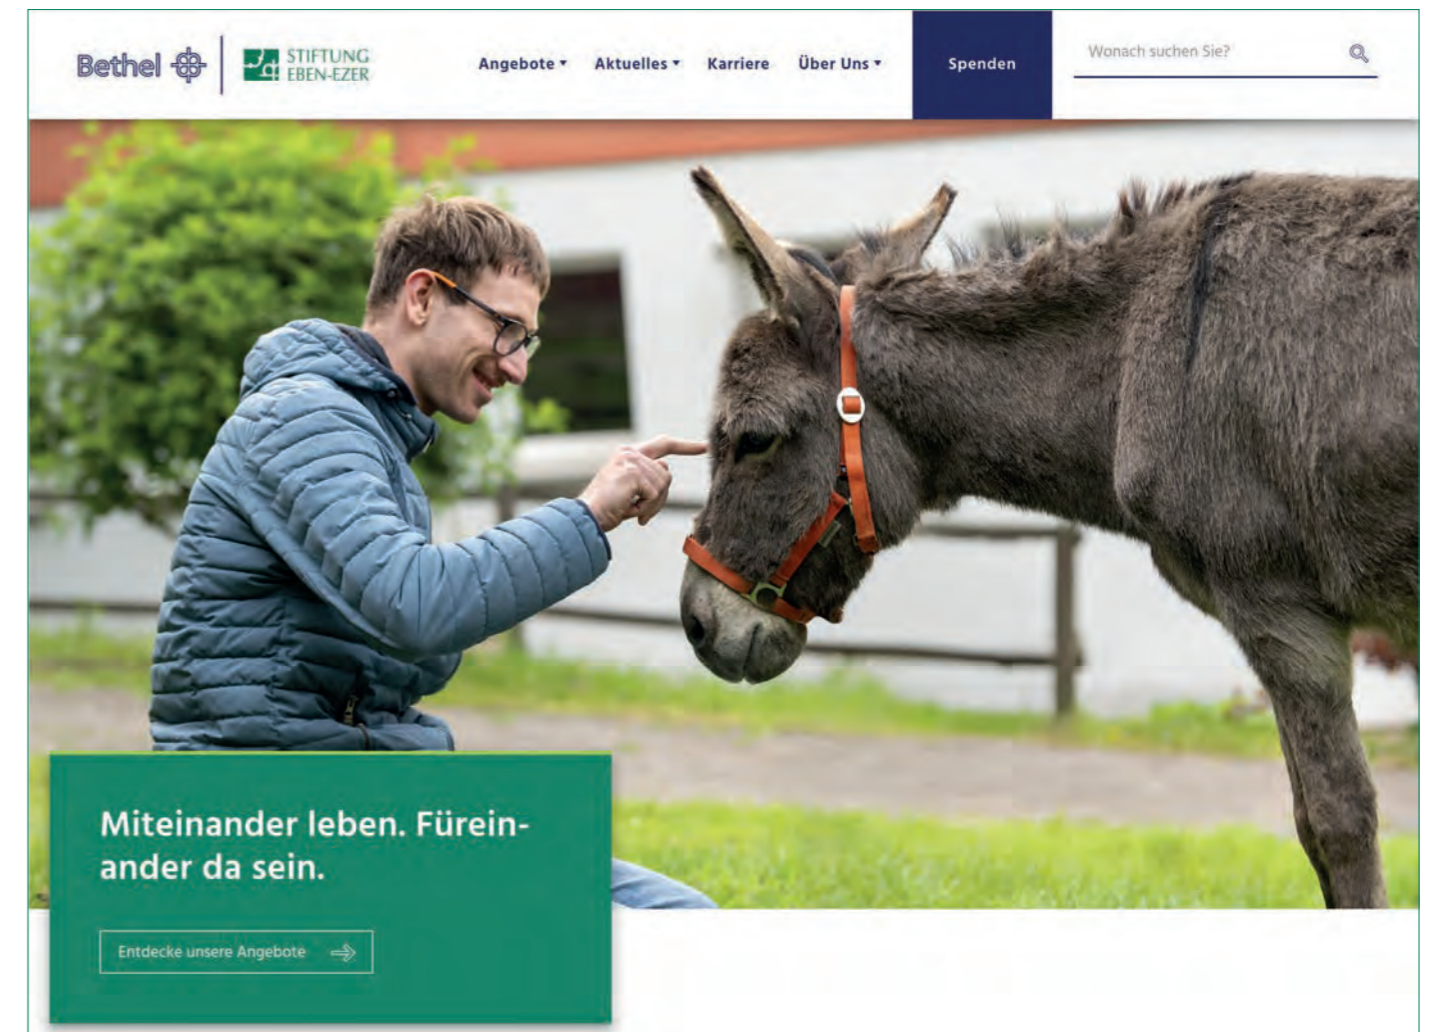 Bethel
STIFTUNG
EBEN-EZER
Angebote
Aktuelles
Karriere
Über Uns
Spenden
Wonach suchen Sie?
Miteinander leben. Fürein-
ander da sein.
Entdecke unsere Angebote